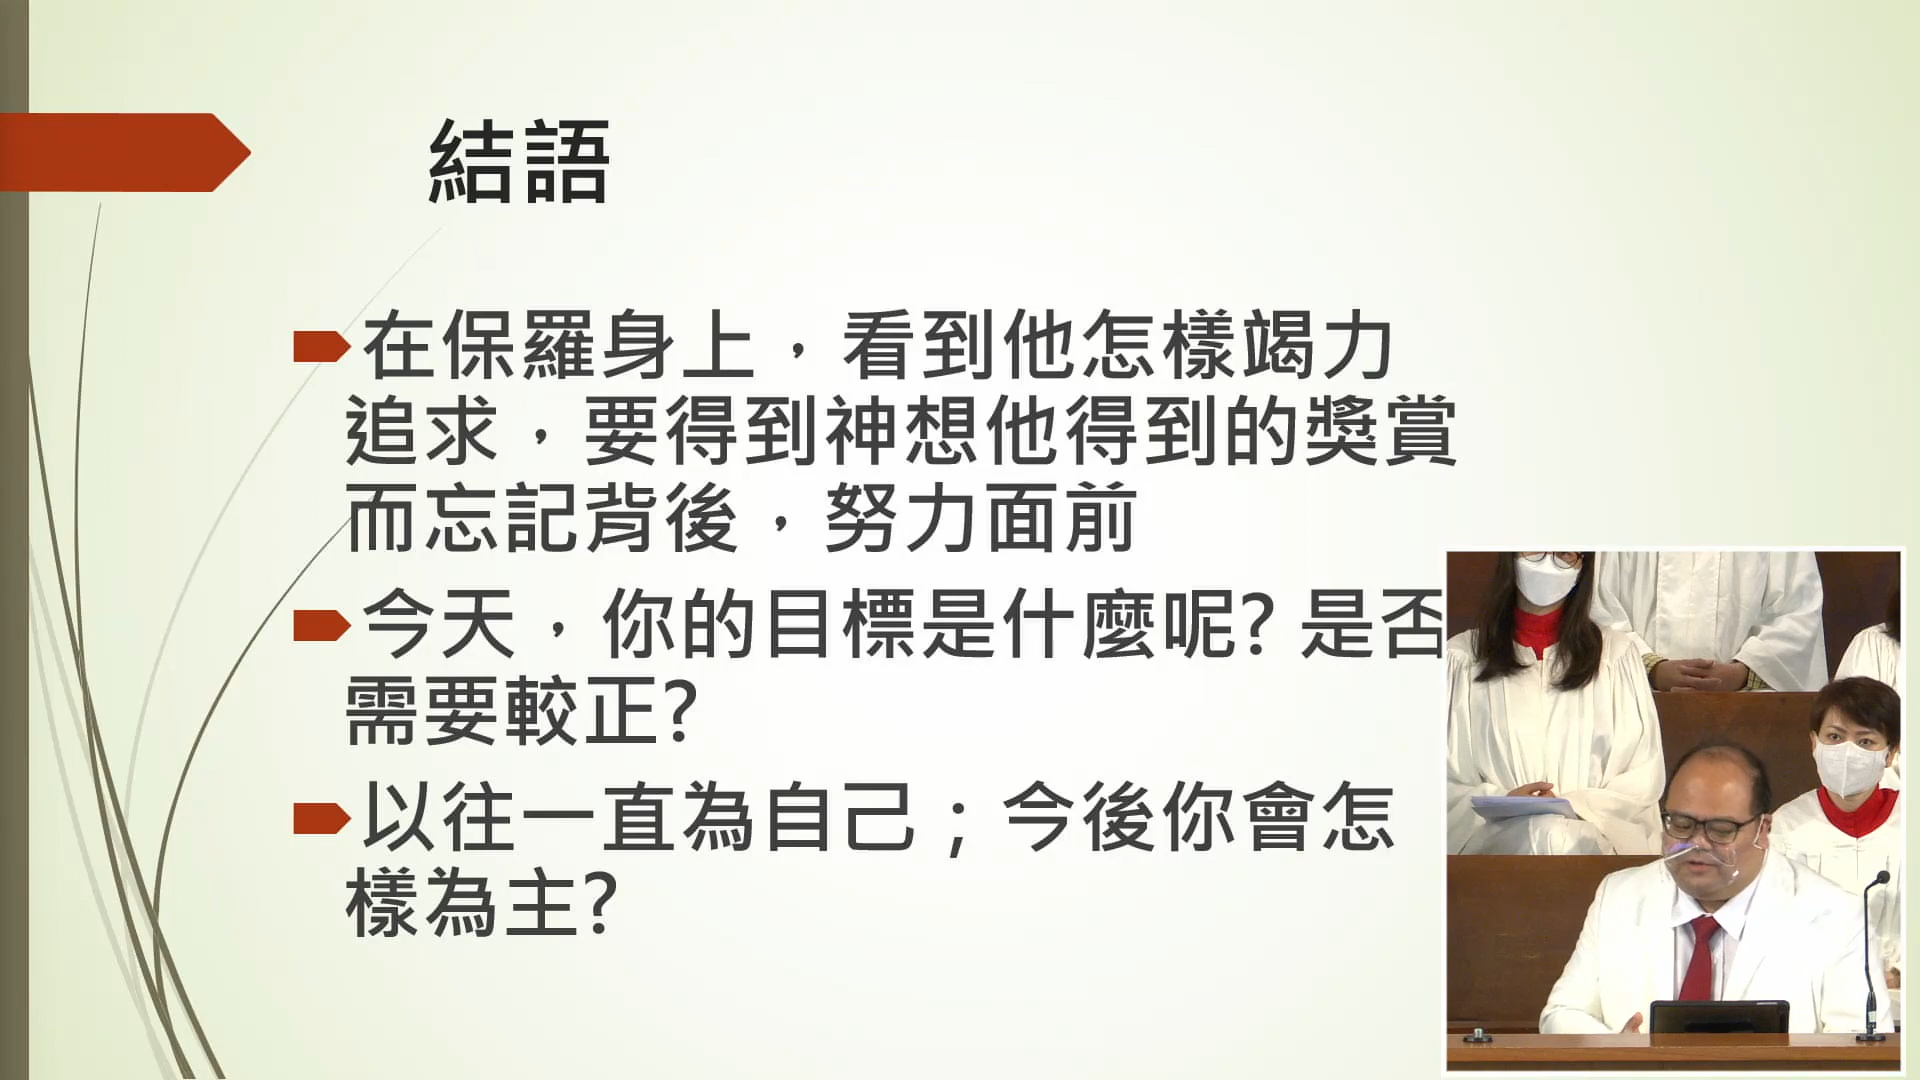 結語
在保羅身上，看到他怎樣竭力
追求，要得到神想他得到的獎賞
而忘記背後，努力面前
今天，你的目標是什麼呢? 是否
需要較正?
以往一直為自己；今後你會怎
樣為主?